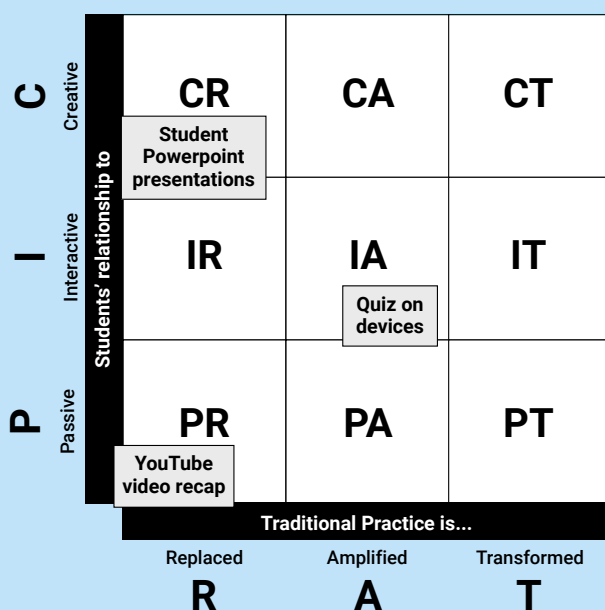 C
Creative
I
Interactive
P
Passive
Students’ relationship to
CR
CA
CT
Student
Powerpoint
presentations
IR
IA
IT
Quiz on
devices
PR
PA
PT
YouTube
video recap
Traditional Practice is...
Replaced
Amplified
Transformed
R
A
T